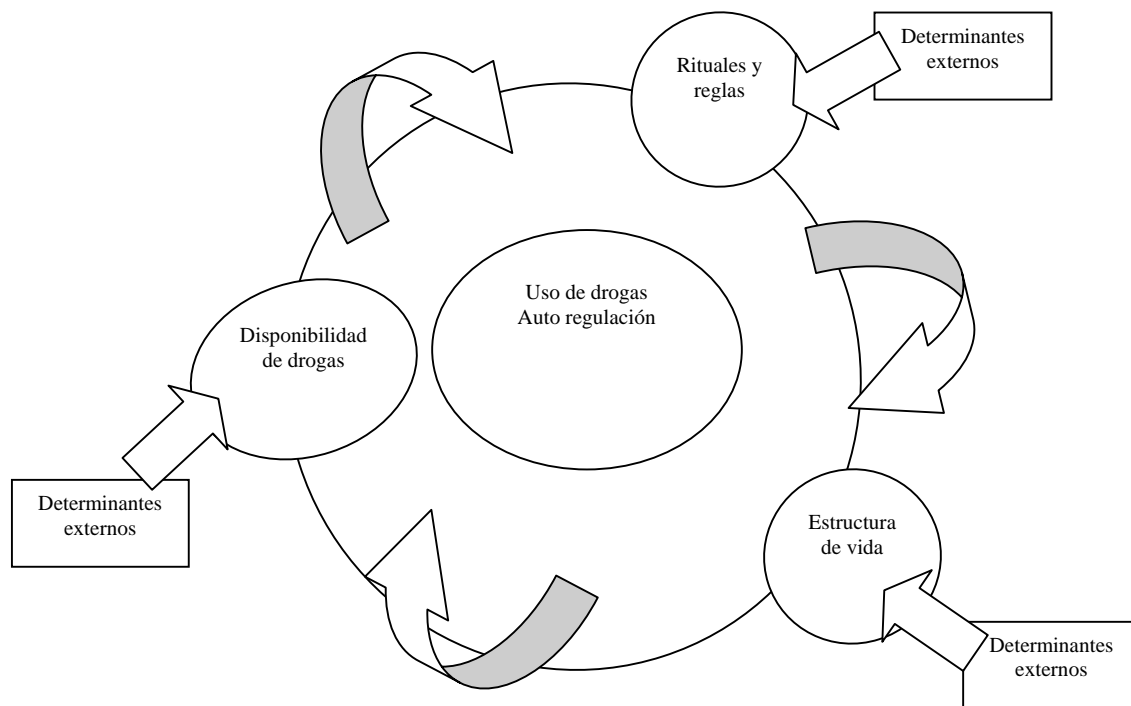 Determinantes
externos
Rituales y
reglas
Uso de drogas
Auto regulación
Disponibilidad
de drogas
Determinantes
externos
Estructura
de vida
Determinantes
externos